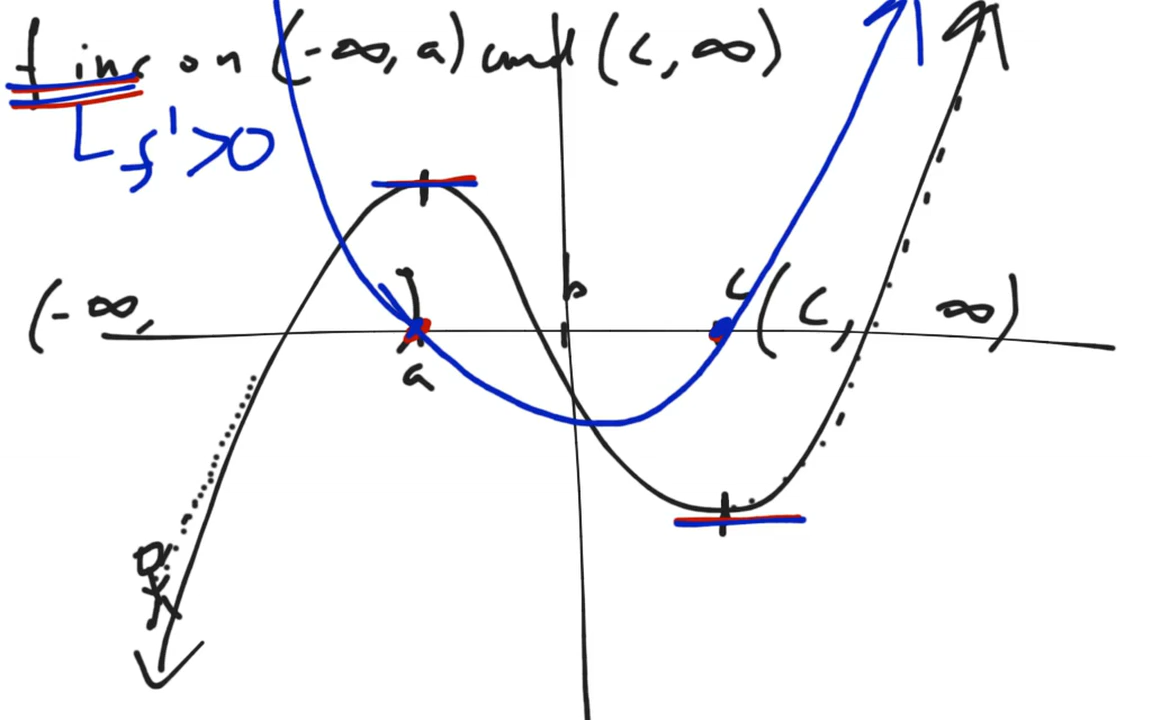 f inc on (-∞, a) and (c, ∞)
f' > 0
b
c
(-∞,
)
(c, ∞)
a